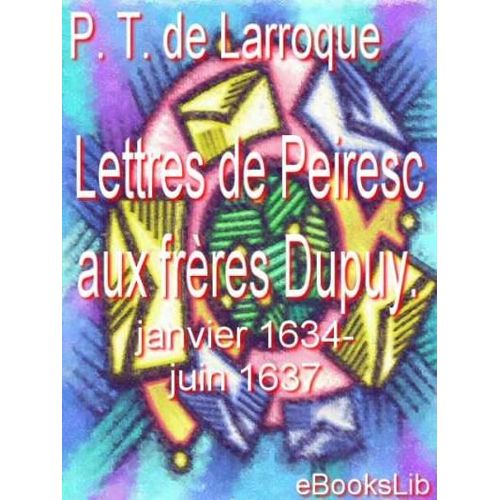 P. T. de Larroque
Lettres de Peiresc
aux frères Dupuy.
janvier 1634-
juin 1637
eBooksLib